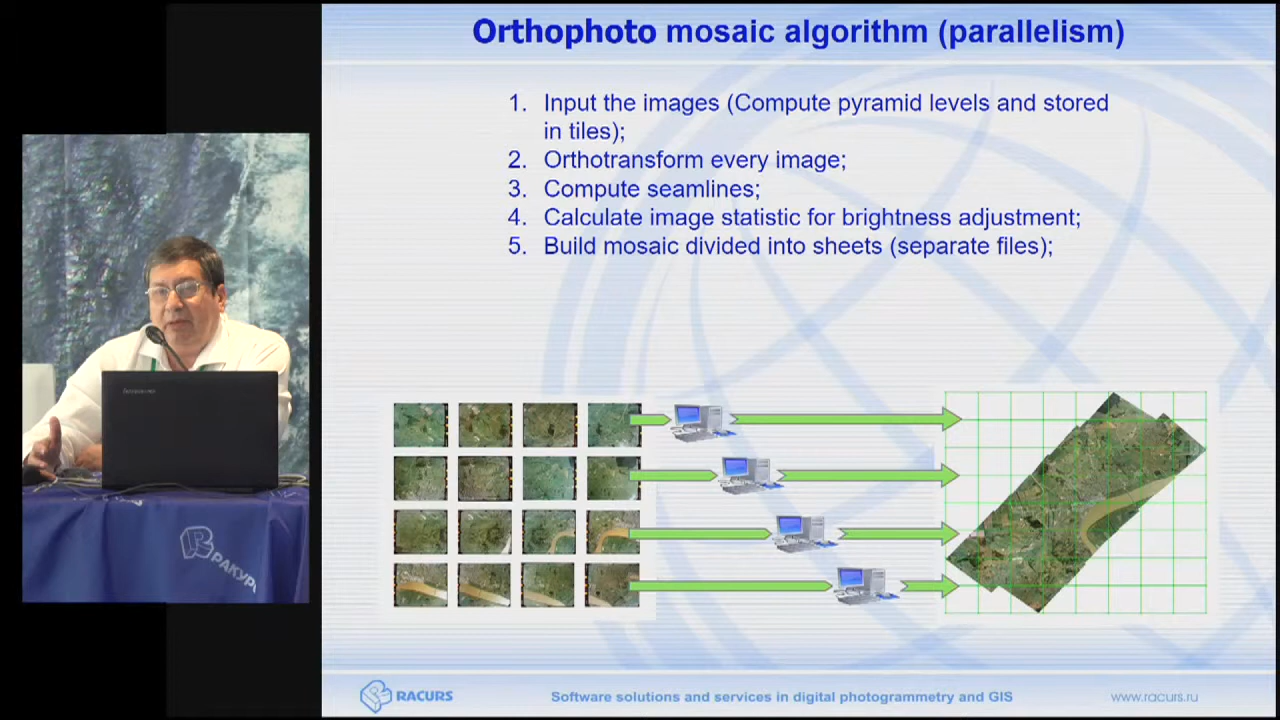 Orthophoto mosaic algorithm (parallelism)
1. Input the images (Compute pyramid levels and stored
in tiles);
2. Orthotransform every image;
3. Compute seamlines;
4. Calculate image statistic for brightness adjustment;
5. Build mosaic divided into sheets (separate files);
lenovo
РАКУРС
RACURS
Software solutions and services in digital photogrammetry and GIS
www.racurs.ru